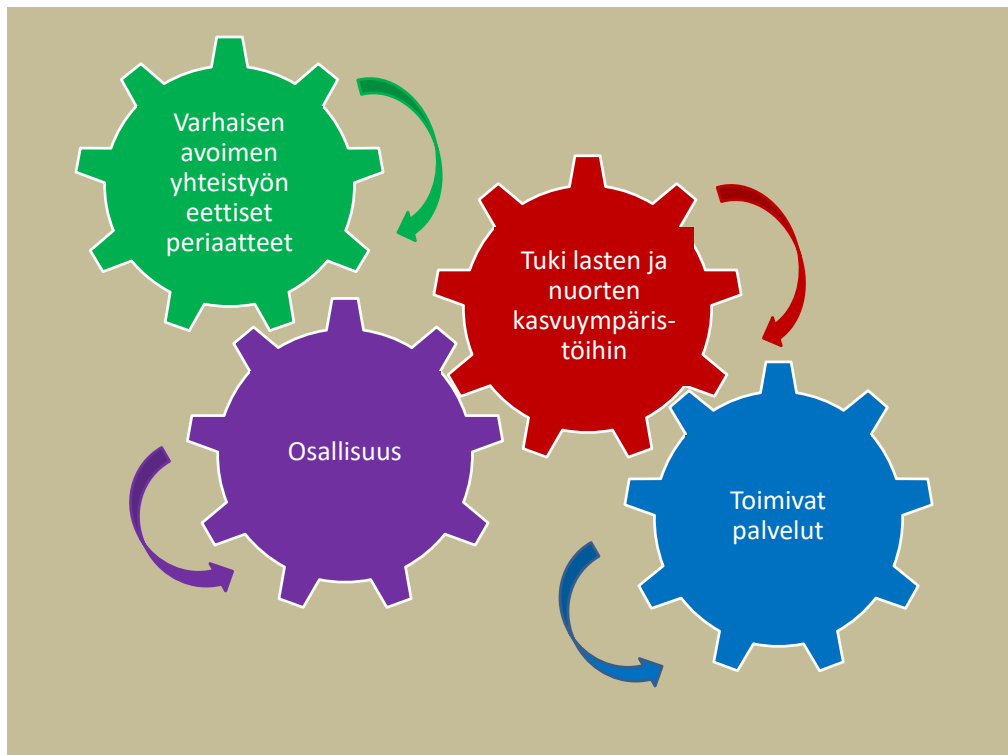 Varhaisen
avoimen
yhteistyön
eettiset
periaatteet
Tuki lasten ja
nuorten
kasvuympäris-
töihin
Osallisuus
Toimivat
palvelut